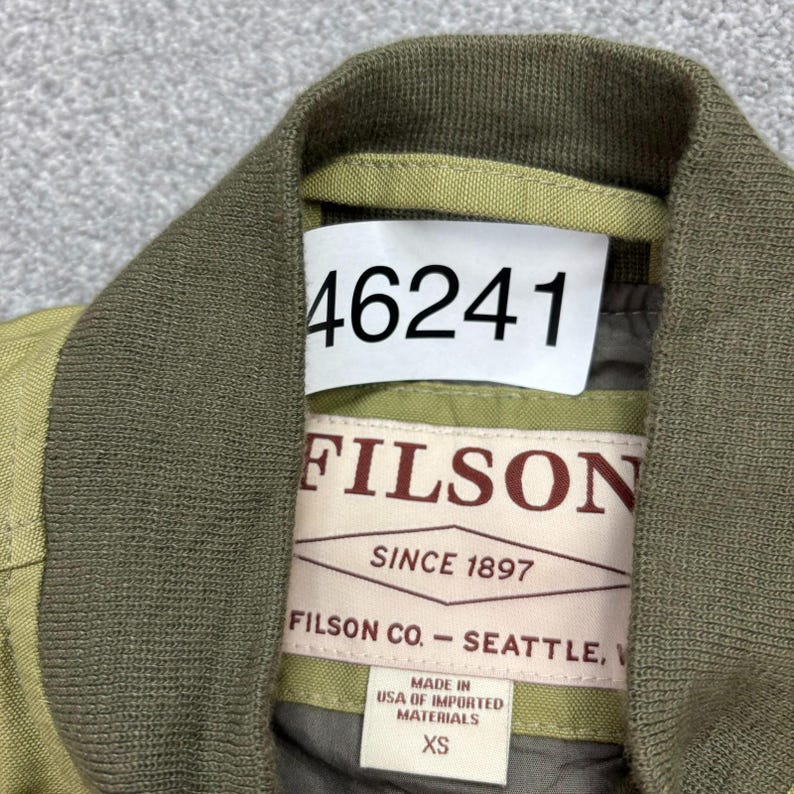 46241
FILSON
SINCE 1897
FILSON CO. – SEATTLE,
MADE IN
USA OF IMPORTED
MATERIALS
XS